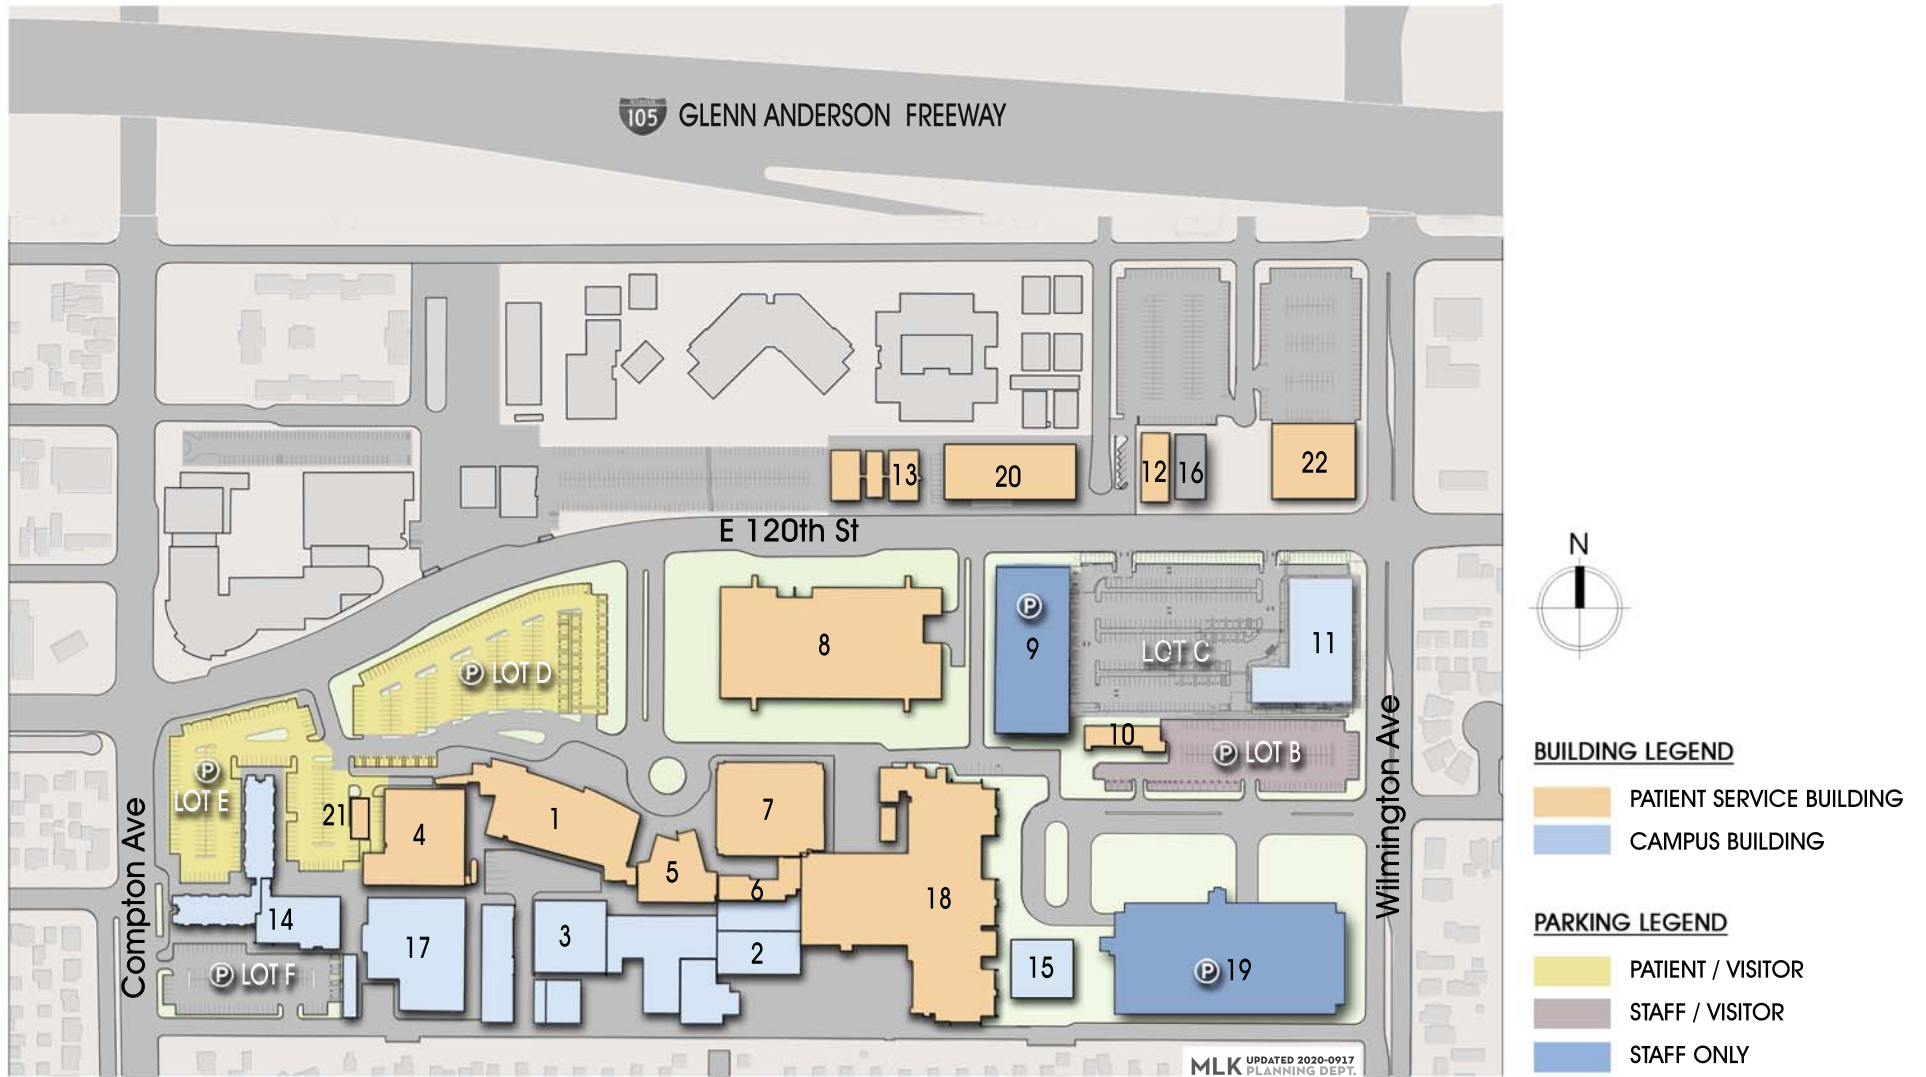 INTERSTATE
105
GLENN ANDERSON FREEWAY
13
20
12
16
22
E 120th St
N
P
9
8
LOT C
11
P LOT D
10
P LOT B
P
LOT E
21
4
1
7
5
6
18
14
17
3
2
15
P 19
P LOT F
Compton Ave
Wilmington Ave
BUILDING LEGEND
PATIENT SERVICE BUILDING
CAMPUS BUILDING
PARKING LEGEND
PATIENT / VISITOR
STAFF / VISITOR
STAFF ONLY
MLK UPDATED 2020-0917
PLANNING DEPT.